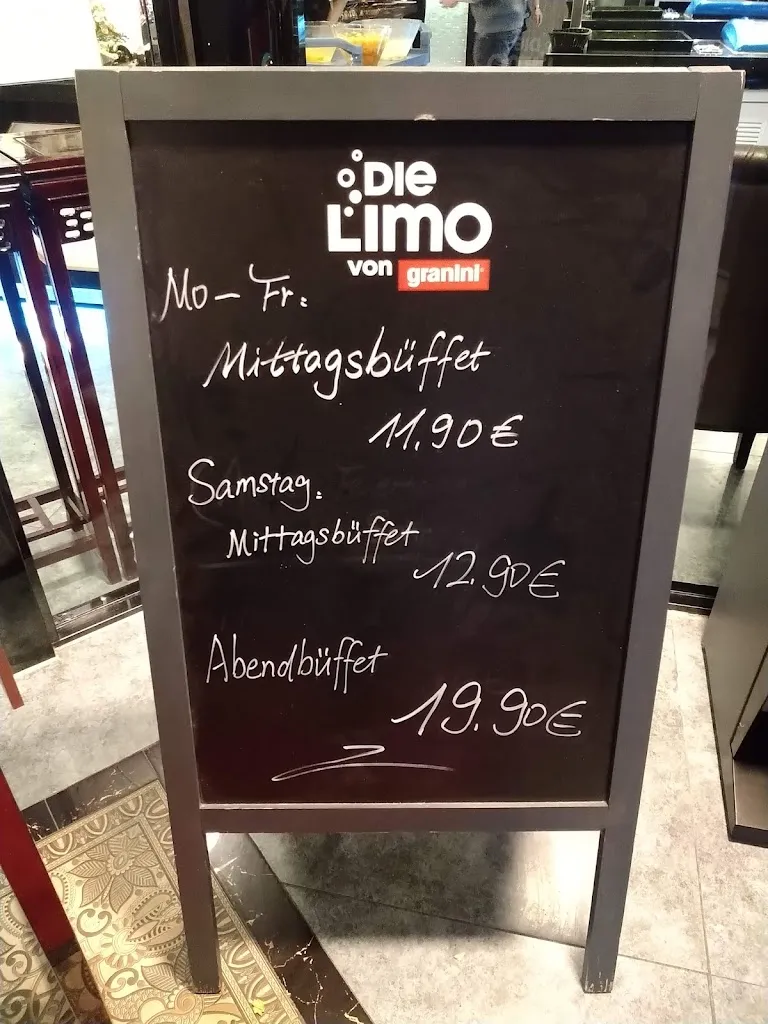 DIE
LIMO
von granini
Mo – Fr:
Mittagsbüffet
11.90 €
Samstag:
Mittagsbüffet
12.90 €
Abendbüffet
19.90 €